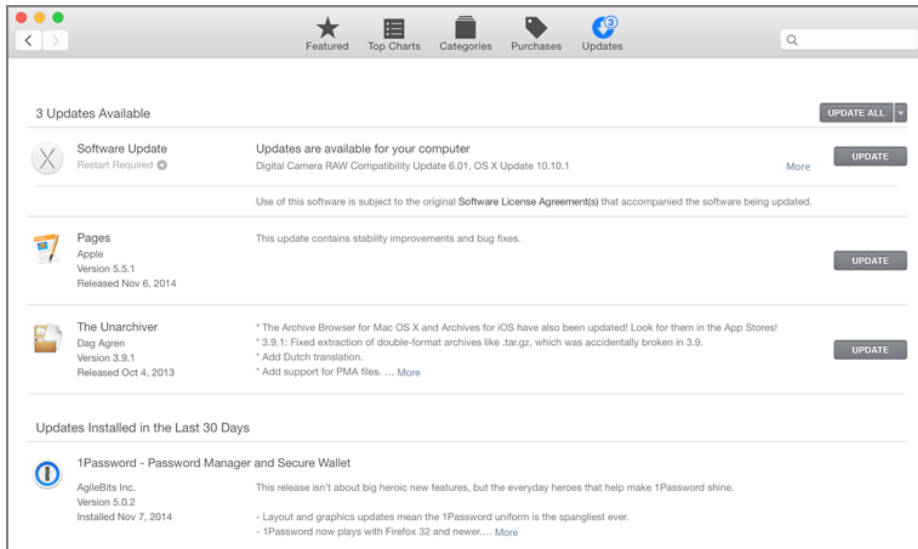 3
Featured
Top Charts
Categories
Purchases
Updates
3 Updates Available
UPDATE ALL
Software Update
Restart Required
Updates are available for your computer
Digital Camera RAW Compatibility Update 6.01, OS X Update 10.10.1
More
UPDATE
Use of this software is subject to the original Software License Agreement(s) that accompanied the software being updated.
Pages
Apple
Version 5.5.1
Released Nov 6, 2014
This update contains stability improvements and bug fixes.
UPDATE
The Unarchiver
Dag Agren
Version 3.9.1
Released Oct 4, 2013
* The Archive Browser for Mac OS X and Archives for iOS have also been updated! Look for them in the App Stores!
* 3.9.1: Fixed extraction of double-format archives like .tar.gz, which was accidentally broken in 3.9.
* Add Dutch translation.
* Add support for PMA files. … More
UPDATE
Updates Installed in the Last 30 Days
1Password - Password Manager and Secure Wallet
AgileBits Inc.
Version 5.0.2
Installed Nov 7, 2014
This release isn’t about big heroic new features, but the everyday heroes that help make 1Password shine.
- Layout and graphics updates mean the 1Password uniform is the spangliest ever.
- 1Password now plays with Firefox 32 and newer.… More